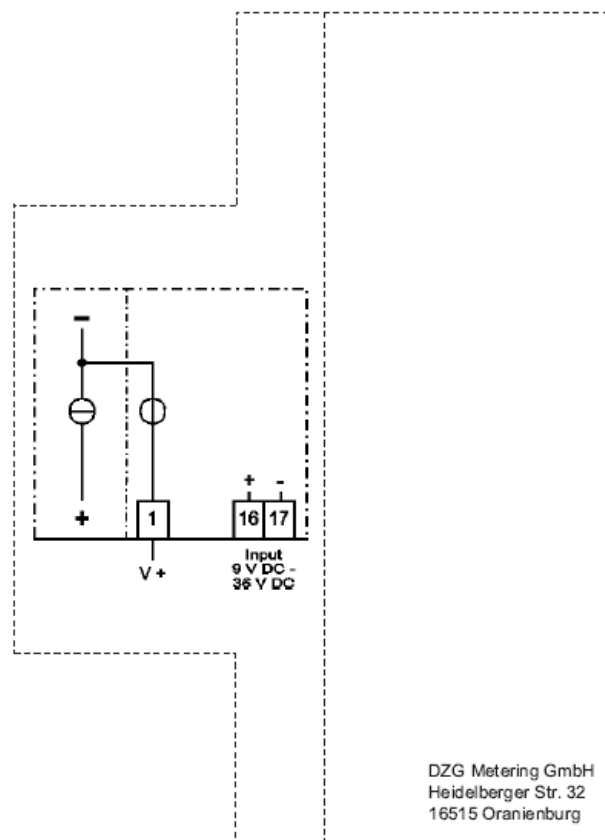 -
+
1
V +
+ -
16 17
Input
9 V DC -
36 V DC
DZG Metering GmbH
Heidelberger Str. 32
16515 Oranienburg